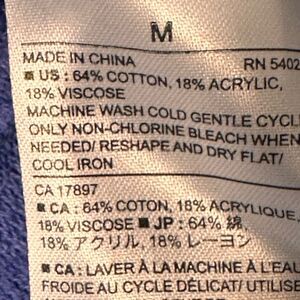 M
MADE IN CHINA RN 5402
■ US : 64% COTTON, 18% ACRYLIC,
18% VISCOSE
MACHINE WASH COLD GENTLE CYCL
ONLY NON-CHLORINE BLEACH WHEN
NEEDED/ RESHAPE AND DRY FLAT/
COOL IRON
CA 17897
■ CA : 64% COTON, 18% ACRYLIQUE,
18% VISCOSE ■ JP : 64% 綿,
18% アクリル, 18% レーヨン
■ CA : LAVER À LA MACHINE À L'EAU
FROIDE AU CYCLE DÉLICAT/ UTILISE